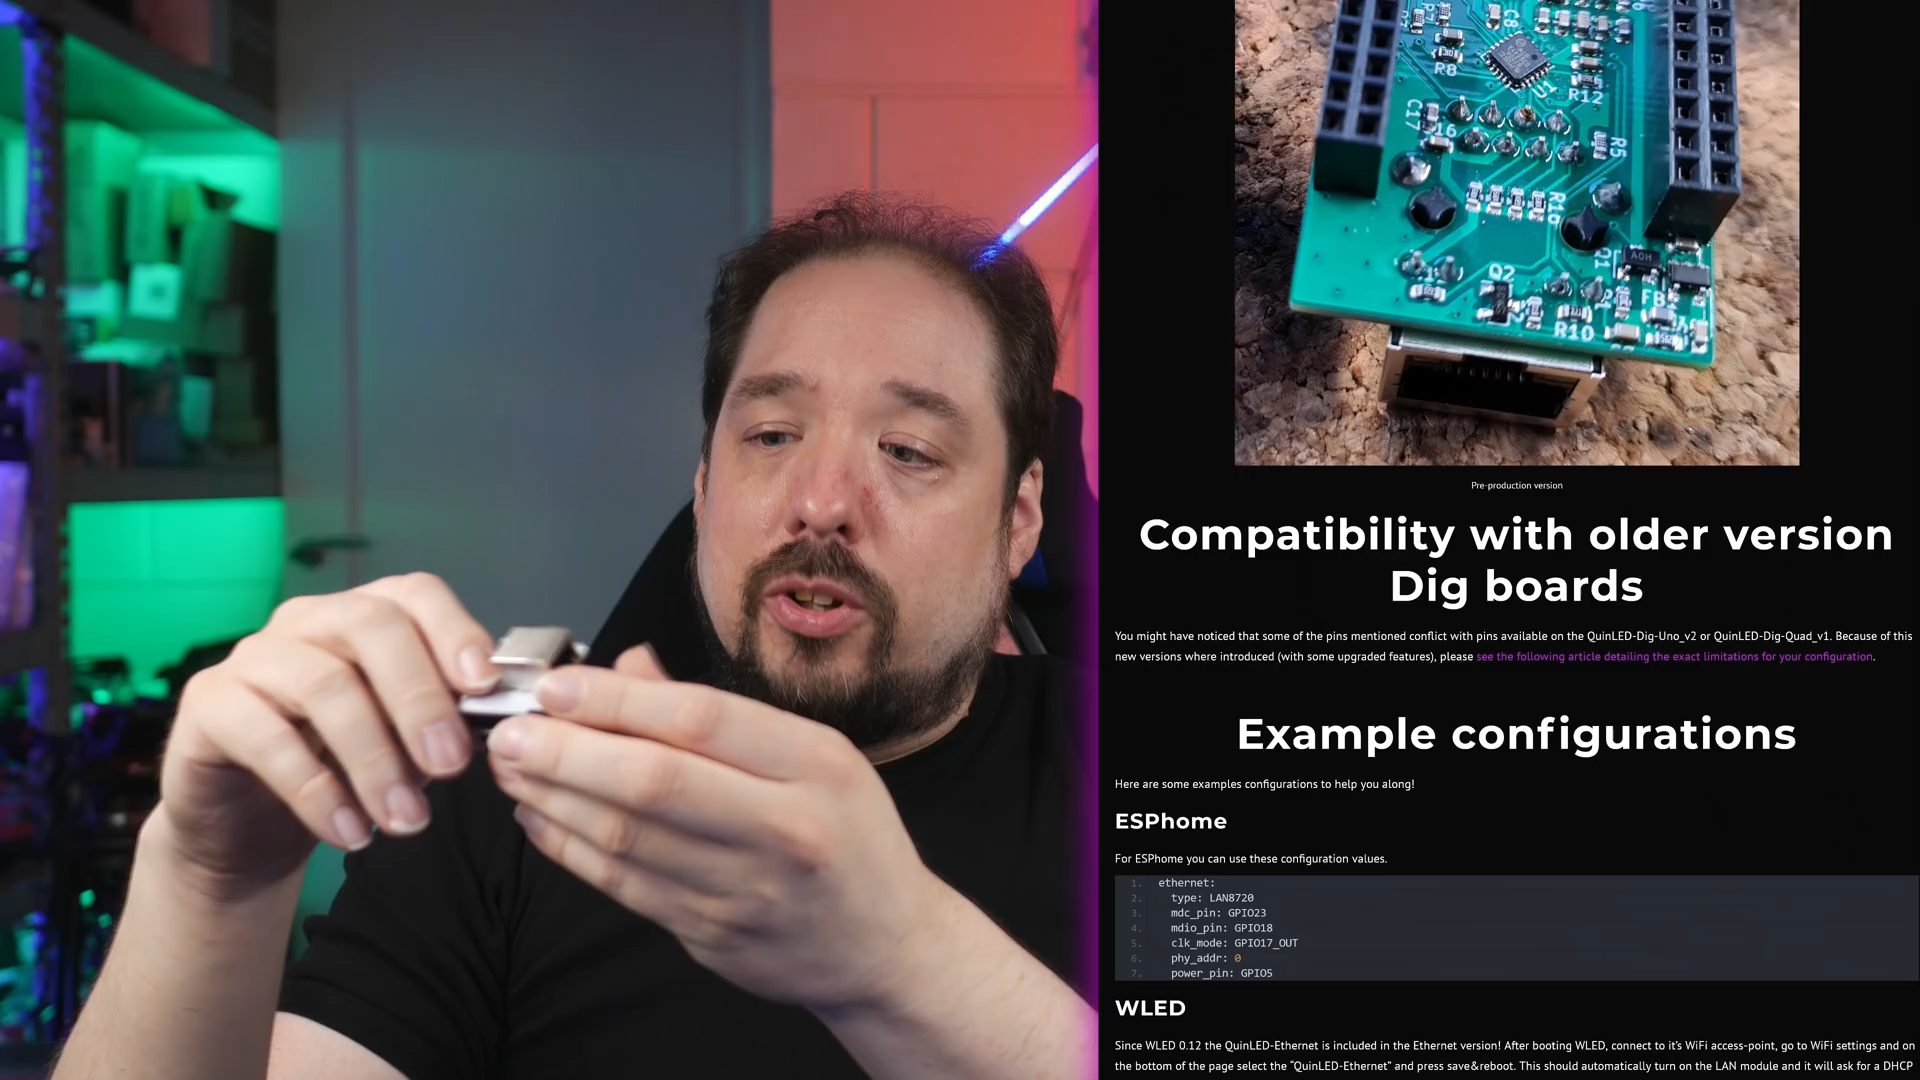 R8
C8
R12
U1
C17
16
R5
R16
Q1
A0H
Q2
FB
R10
Pre-production version
Compatibility with older version
Dig boards
You might have noticed that some of the pins mentioned conflict with pins available on the QuinLED-Dig-Uno_v2 or QuinLED-Dig-Quad_v1. Because of this
new versions where introduced (with some upgraded features), please see the following article detailing the exact limitations for your configuration.
Example configurations
Here are some examples configurations to help you along!
ESPhome
For ESPhome you can use these configuration values.
1. ethernet:
2. type: LAN8720
3. mdc_pin: GPIO23
4. mdio_pin: GPIO18
5. clk_mode: GPIO17_OUT
6. phy_addr: 0
7. power_pin: GPIO5
WLED
Since WLED 0.12 the QuinLED-Ethernet is included in the Ethernet version! After booting WLED, connect to it's WiFi access-point, go to WiFi settings and on
the bottom of the page select the “QuinLED-Ethernet” and press save&reboot. This should automatically turn on the LAN module and it will ask for a DHCP